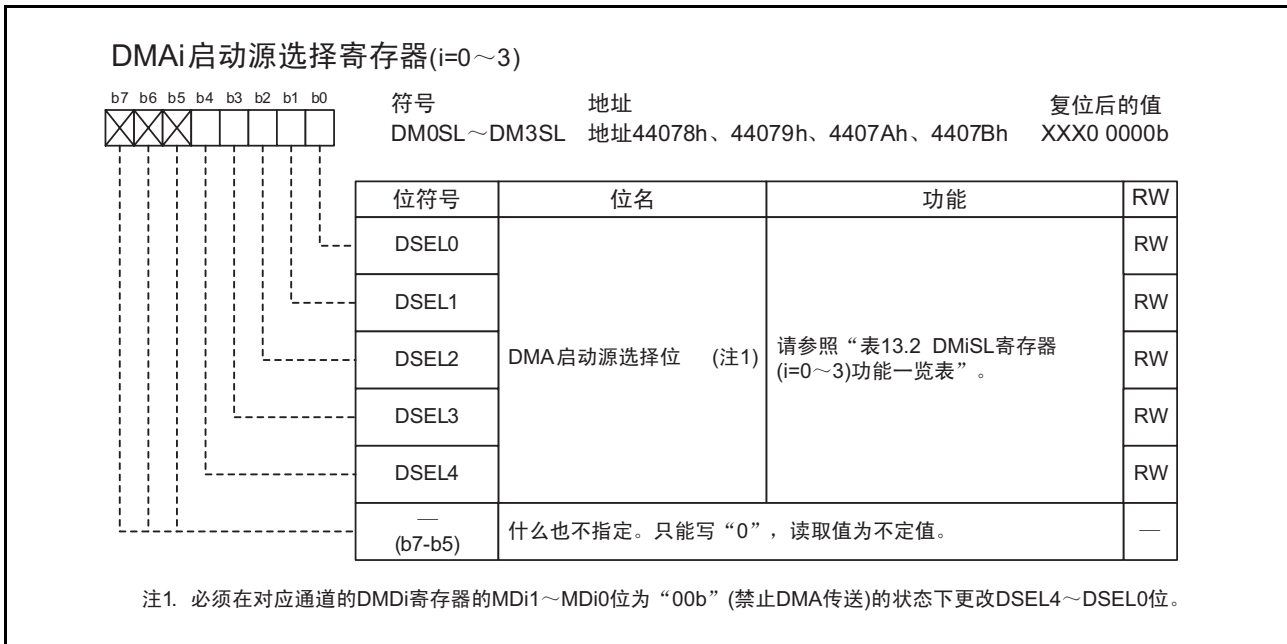 DMAi启动源选择寄存器(i=0～3)
b7 b6 b5 b4 b3 b2 b1 b0
符号 地址 复位后的值
DM0SL～DM3SL 地址44078h、44079h、4407Ah、4407Bh XXX0 0000b
位符号 位名 功能 RW
DSEL0 RW
DSEL1 RW
DSEL2 DMA启动源选择位 (注1) 请参照“表13.2 DMiSL寄存器
(i=0～3)功能一览表”。 RW
DSEL3 RW
DSEL4 RW
—
(b7-b5) 什么也不指定。只能写“0”，读取值为不定值。 —
注1. 必须在对应通道的DMDi寄存器的MDi1～MDi0位为“00b”(禁止DMA传送)的状态下更改DSEL4～DSEL0位。